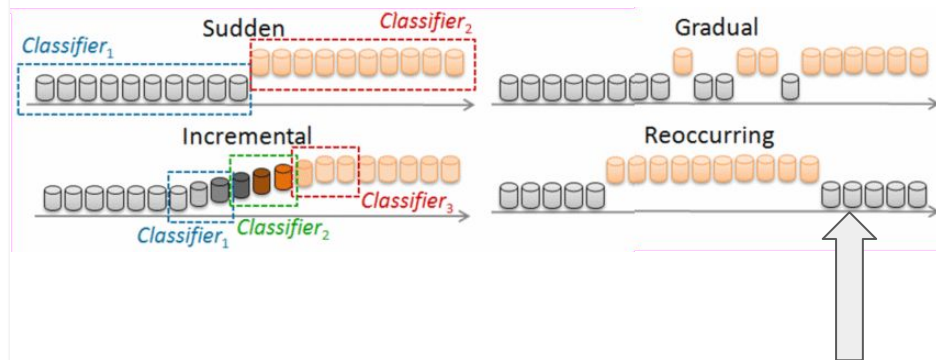 Sudden
Classifier₂
Classifier₁
Gradual
Incremental
Classifier₁
Classifier₂
Classifier₃
Reoccurring